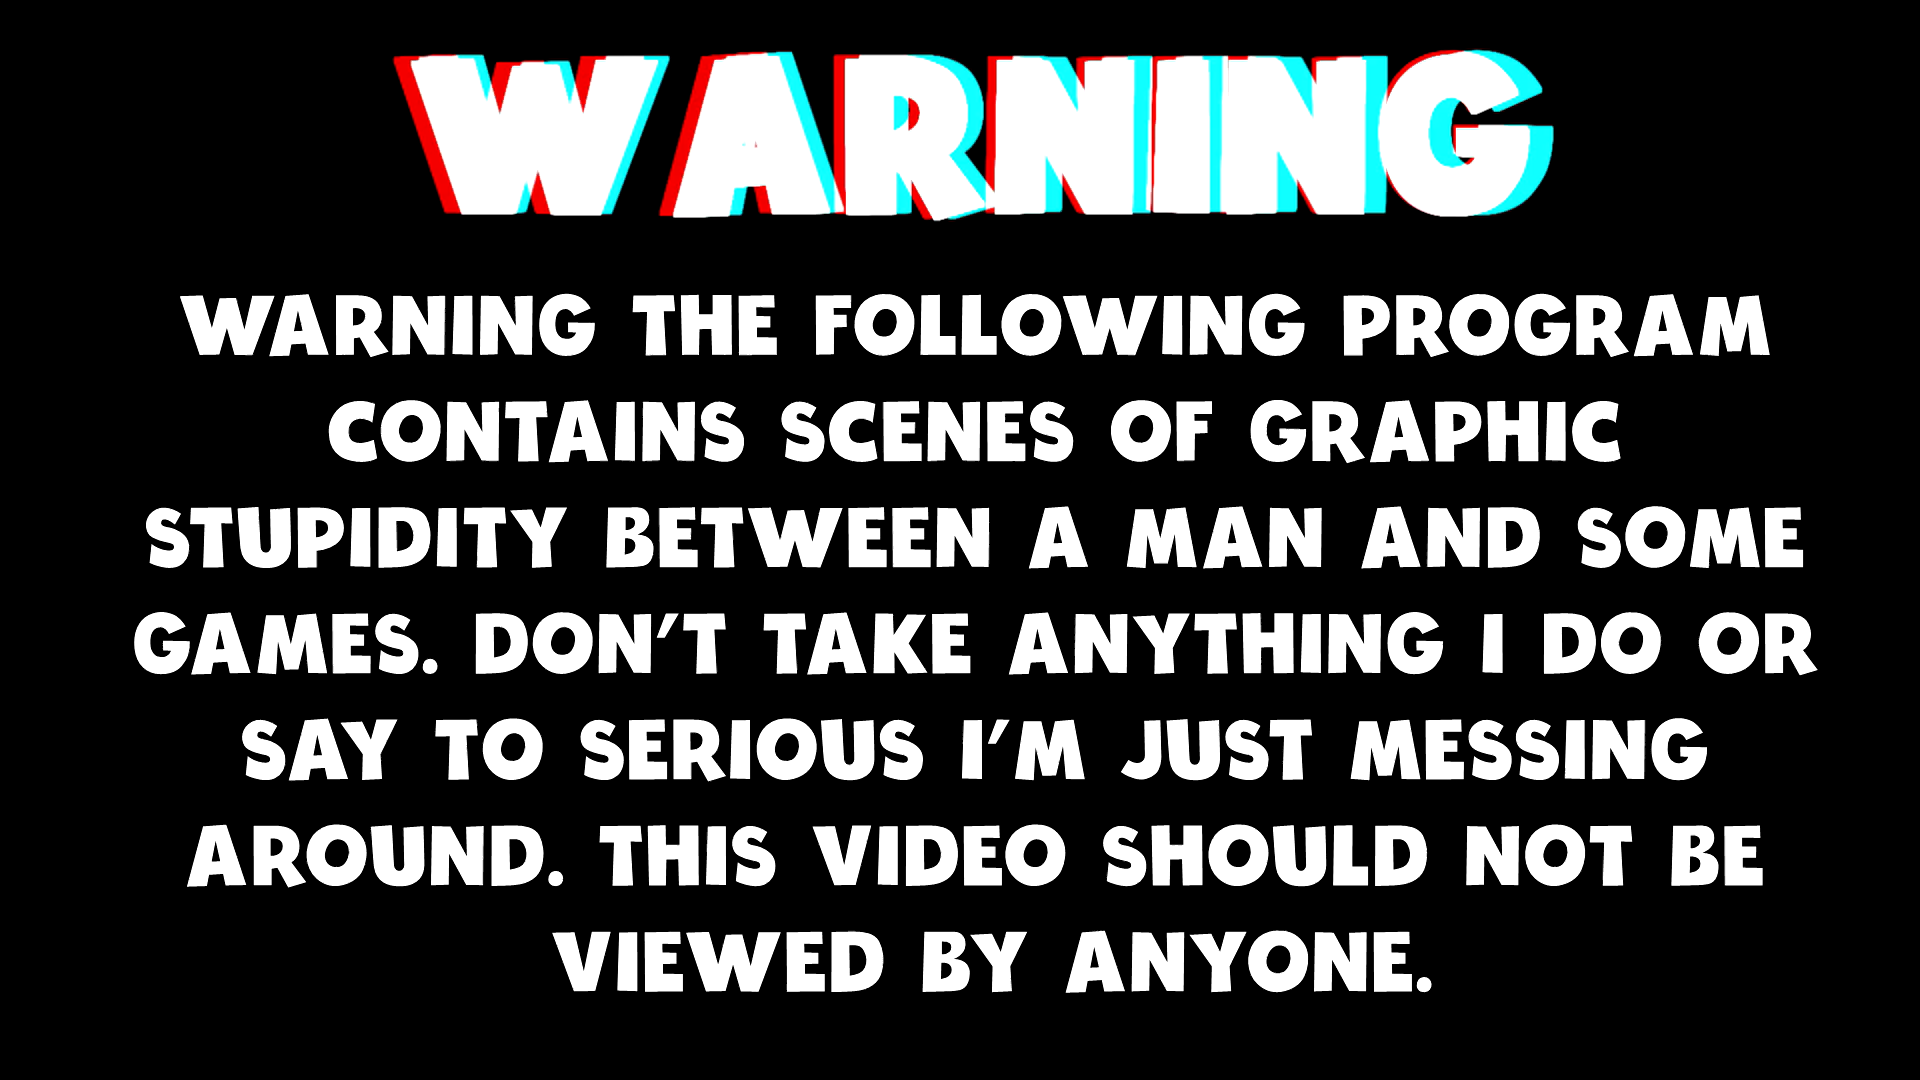 WARNING
WARNING THE FOLLOWING PROGRAM
CONTAINS SCENES OF GRAPHIC
STUPIDITY BETWEEN A MAN AND SOME
GAMES. DON'T TAKE ANYTHING I DO OR
SAY TO SERIOUS I'M JUST MESSING
AROUND. THIS VIDEO SHOULD NOT BE
VIEWED BY ANYONE.